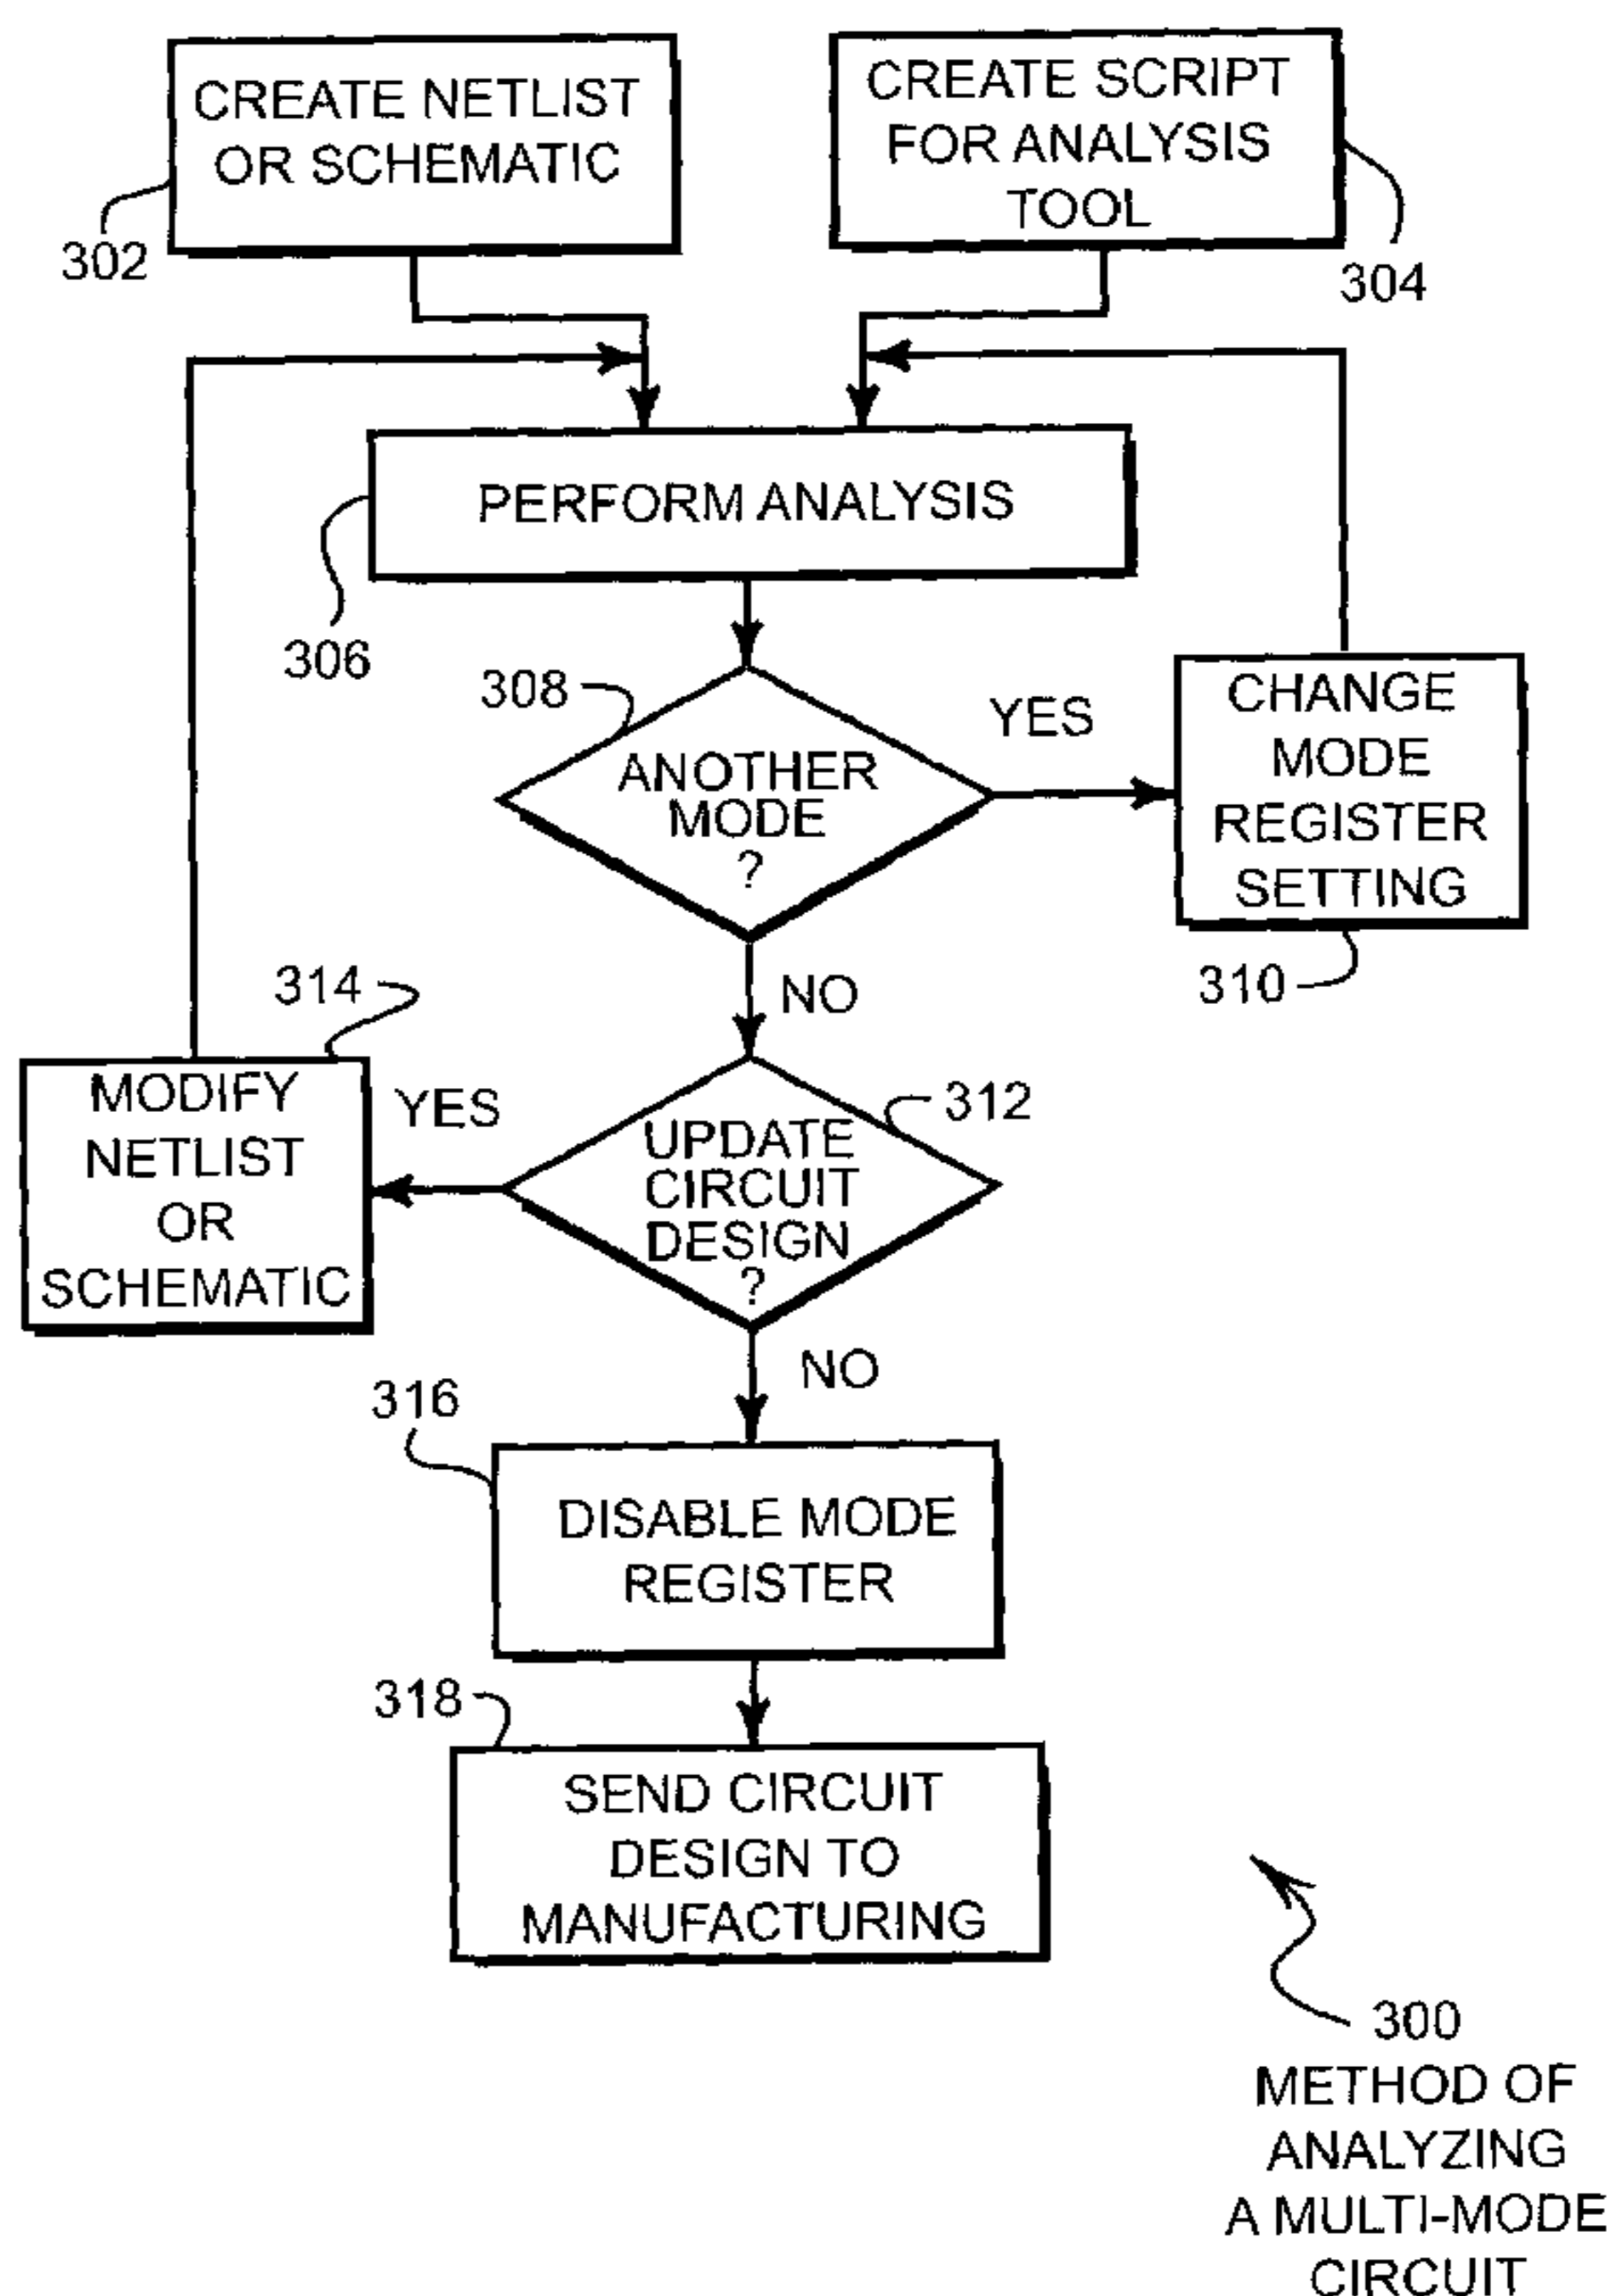 CREATE NETLIST
OR SCHEMATIC
302
CREATE SCRIPT
FOR ANALYSIS
TOOL
304
PERFORM ANALYSIS
306
308
ANOTHER
MODE
?
YES
CHANGE
MODE
REGISTER
SETTING
310
NO
314
MODIFY
NETLIST
OR
SCHEMATIC
YES
312
UPDATE
CIRCUIT
DESIGN
?
NO
316
DISABLE MODE
REGISTER
318
SEND CIRCUIT
DESIGN TO
MANUFACTURING
300
METHOD OF
ANALYZING
A MULTI-MODE
CIRCUIT